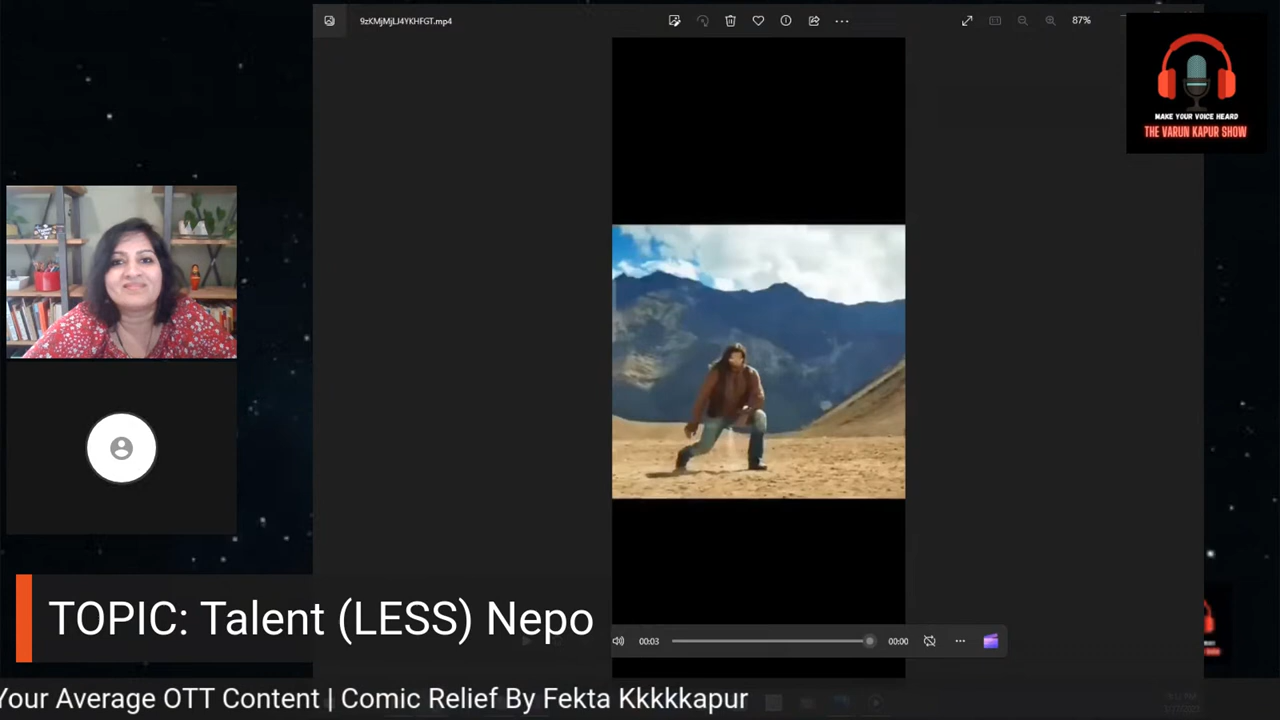 9zKMjMjLJ4YKHFGT.mp4
87%
MAKE YOUR VOICE HEARD
THE VARUN KAPUR SHOW
TOPIC: Talent (LESS) Nepo
00:03
00:00
Your Average OTT Content | Comic Relief By Fekta Kkkkkapur